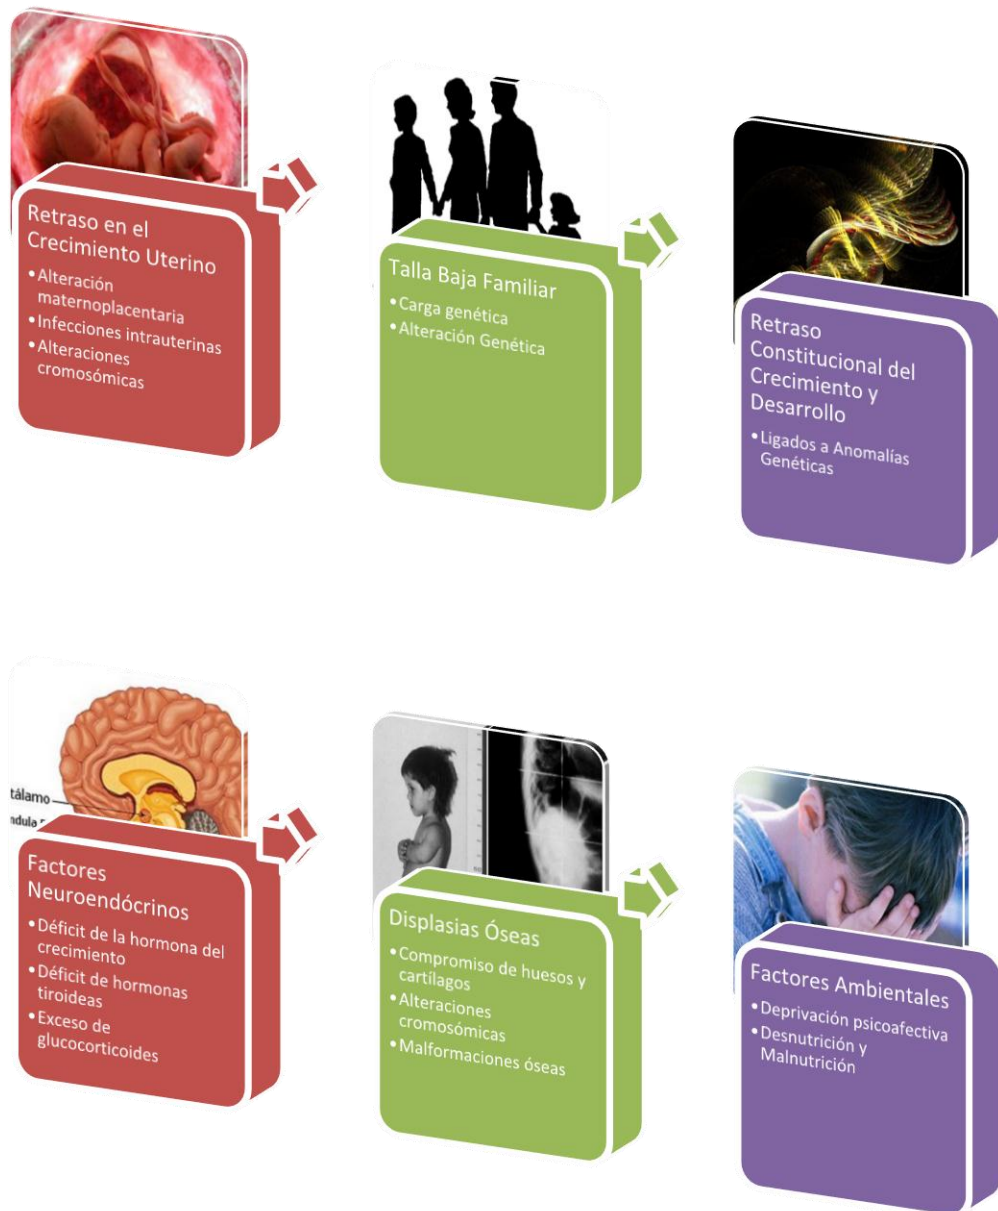 Retraso en el
Crecimiento Uterino
•Alteración
maternoplacentaria
•Infecciones intrauterinas
•Alteraciones
cromosómicas
Talla Baja Familiar
•Carga genética
•Alteración Genética
Retraso
Constitucional del
Crecimiento y
Desarrollo
•Ligados a Anomalías
Genéticas
tálamo
Factores
Neuroendócrinos
•Déficit de la hormona del
crecimiento
•Déficit de hormonas
tiroideas
•Exceso de
glucocorticoides
Displasias Óseas
•Compromiso de huesos y
cartílagos
•Alteraciones
cromosómicas
•Malformaciones óseas
Factores Ambientales
•Deprivación psicoafectiva
•Desnutrición y
Malnutrición